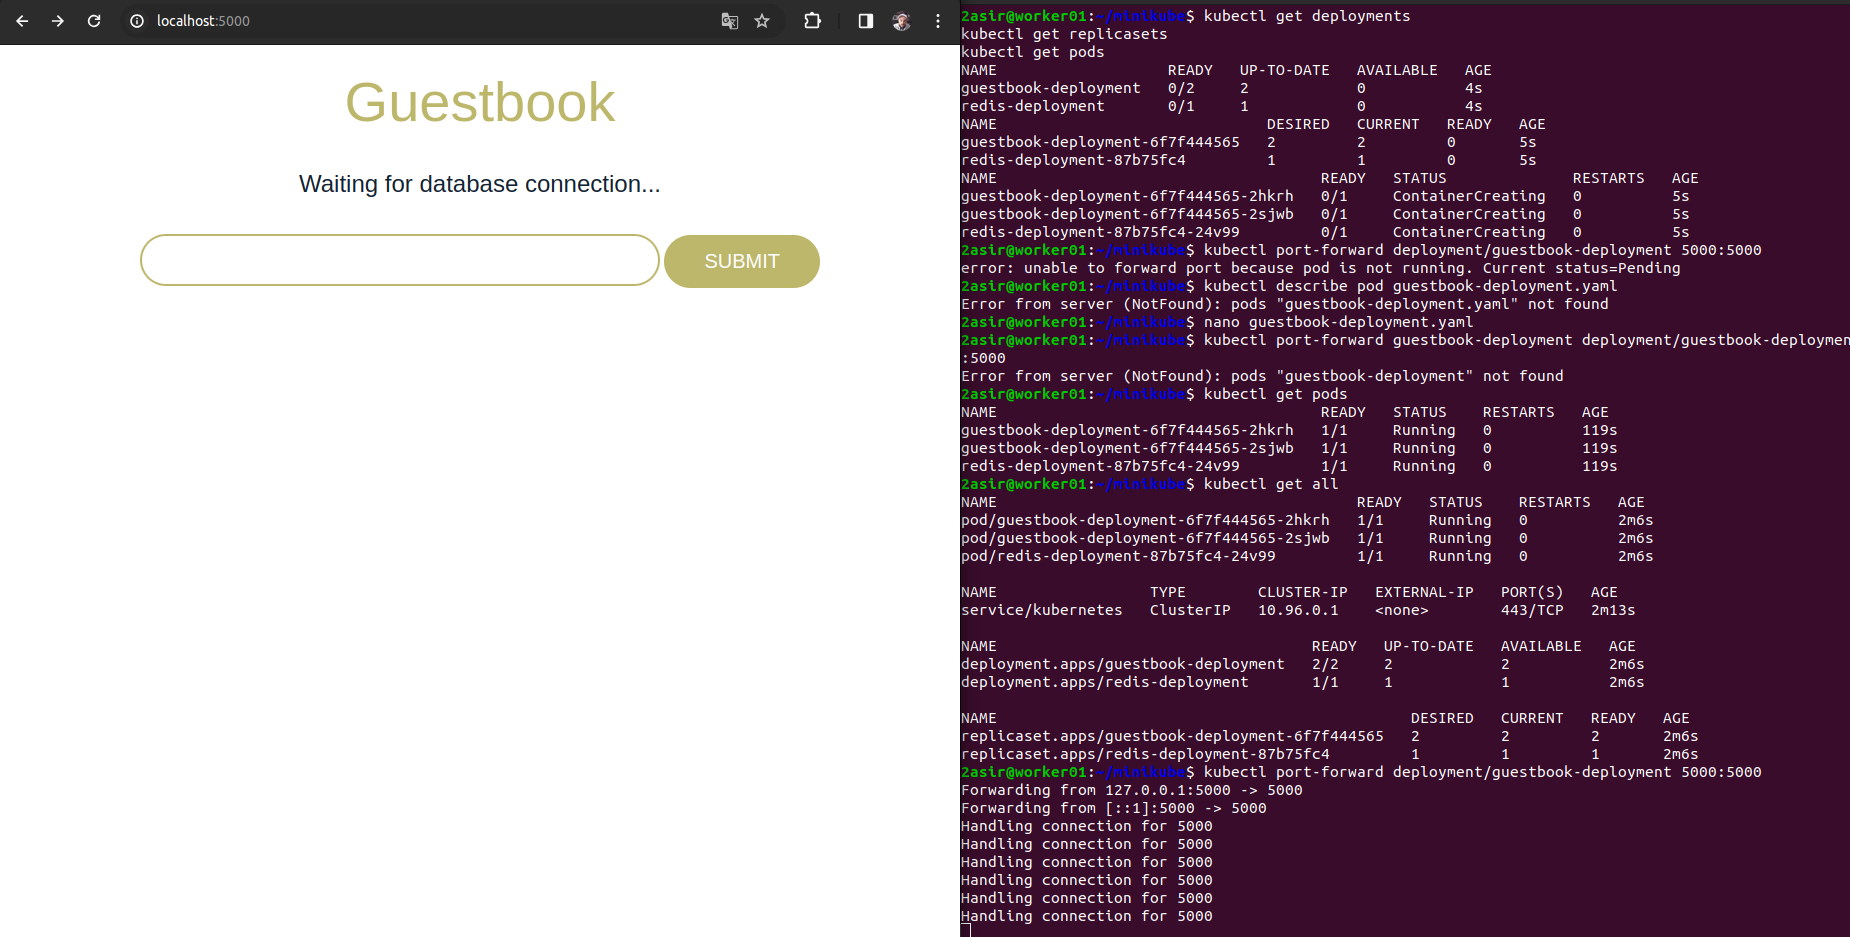 localhost:5000
Guestbook
Waiting for database connection...
SUBMIT
2asir@worker01:~/minikube$ kubectl get deployments
kubectl get replicasets
kubectl get pods
NAME READY UP-TO-DATE AVAILABLE AGE
guestbook-deployment 0/2 2 0 4s
redis-deployment 0/1 1 0 4s
NAME DESIRED CURRENT READY AGE
guestbook-deployment-6f7f444565 2 2 0 5s
redis-deployment-87b75fc4 1 1 0 5s
NAME READY STATUS RESTARTS AGE
guestbook-deployment-6f7f444565-2hkrh 0/1 ContainerCreating 0 5s
guestbook-deployment-6f7f444565-2sjwb 0/1 ContainerCreating 0 5s
redis-deployment-87b75fc4-24v99 0/1 ContainerCreating 0 5s
2asir@worker01:~/minikube$ kubectl port-forward deployment/guestbook-deployment 5000:5000
error: unable to forward port because pod is not running. Current status=Pending
2asir@worker01:~/minikube$ kubectl describe pod guestbook-deployment.yaml
Error from server (NotFound): pods "guestbook-deployment.yaml" not found
2asir@worker01:~/minikube$ nano guestbook-deployment.yaml
2asir@worker01:~/minikube$ kubectl port-forward guestbook-deployment deployment/guestbook-deploymen
:5000
Error from server (NotFound): pods "guestbook-deployment" not found
2asir@worker01:~/minikube$ kubectl get pods
NAME READY STATUS RESTARTS AGE
guestbook-deployment-6f7f444565-2hkrh 1/1 Running 0 119s
guestbook-deployment-6f7f444565-2sjwb 1/1 Running 0 119s
redis-deployment-87b75fc4-24v99 1/1 Running 0 119s
2asir@worker01:~/minikube$ kubectl get all
NAME READY STATUS RESTARTS AGE
pod/guestbook-deployment-6f7f444565-2hkrh 1/1 Running 0 2m6s
pod/guestbook-deployment-6f7f444565-2sjwb 1/1 Running 0 2m6s
pod/redis-deployment-87b75fc4-24v99 1/1 Running 0 2m6s
NAME TYPE CLUSTER-IP EXTERNAL-IP PORT(S) AGE
service/kubernetes ClusterIP 10.96.0.1 <none> 443/TCP 2m13s
NAME READY UP-TO-DATE AVAILABLE AGE
deployment.apps/guestbook-deployment 2/2 2 2 2m6s
deployment.apps/redis-deployment 1/1 1 1 2m6s
NAME DESIRED CURRENT READY AGE
replicaset.apps/guestbook-deployment-6f7f444565 2 2 2 2m6s
replicaset.apps/redis-deployment-87b75fc4 1 1 1 2m6s
2asir@worker01:~/minikube$ kubectl port-forward deployment/guestbook-deployment 5000:5000
Forwarding from 127.0.0.1:5000 -> 5000
Forwarding from [::1]:5000 -> 5000
Handling connection for 5000
Handling connection for 5000
Handling connection for 5000
Handling connection for 5000
Handling connection for 5000
Handling connection for 5000